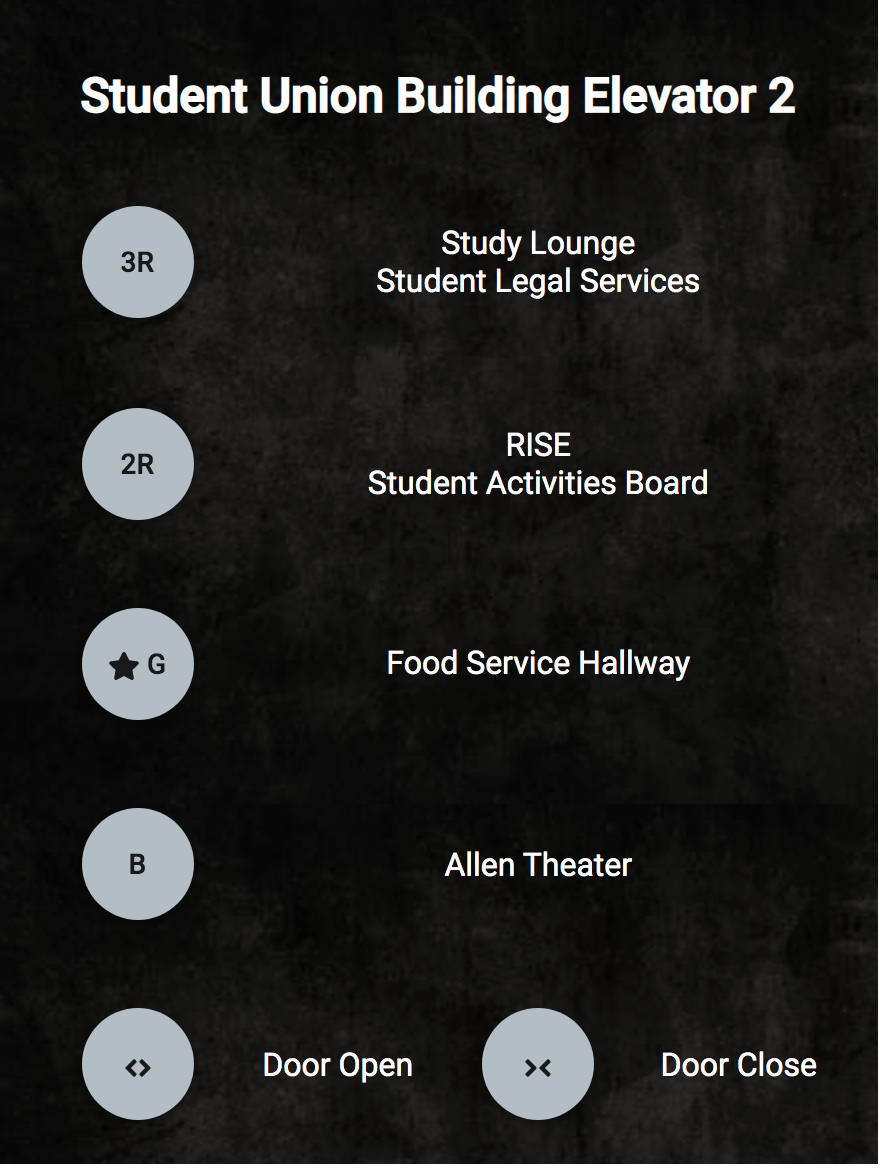 Student Union Building Elevator 2
3R
Study Lounge
Student Legal Services
2R
RISE
Student Activities Board
★ G
Food Service Hallway
B
Allen Theater
<> Door Open
>< Door Close